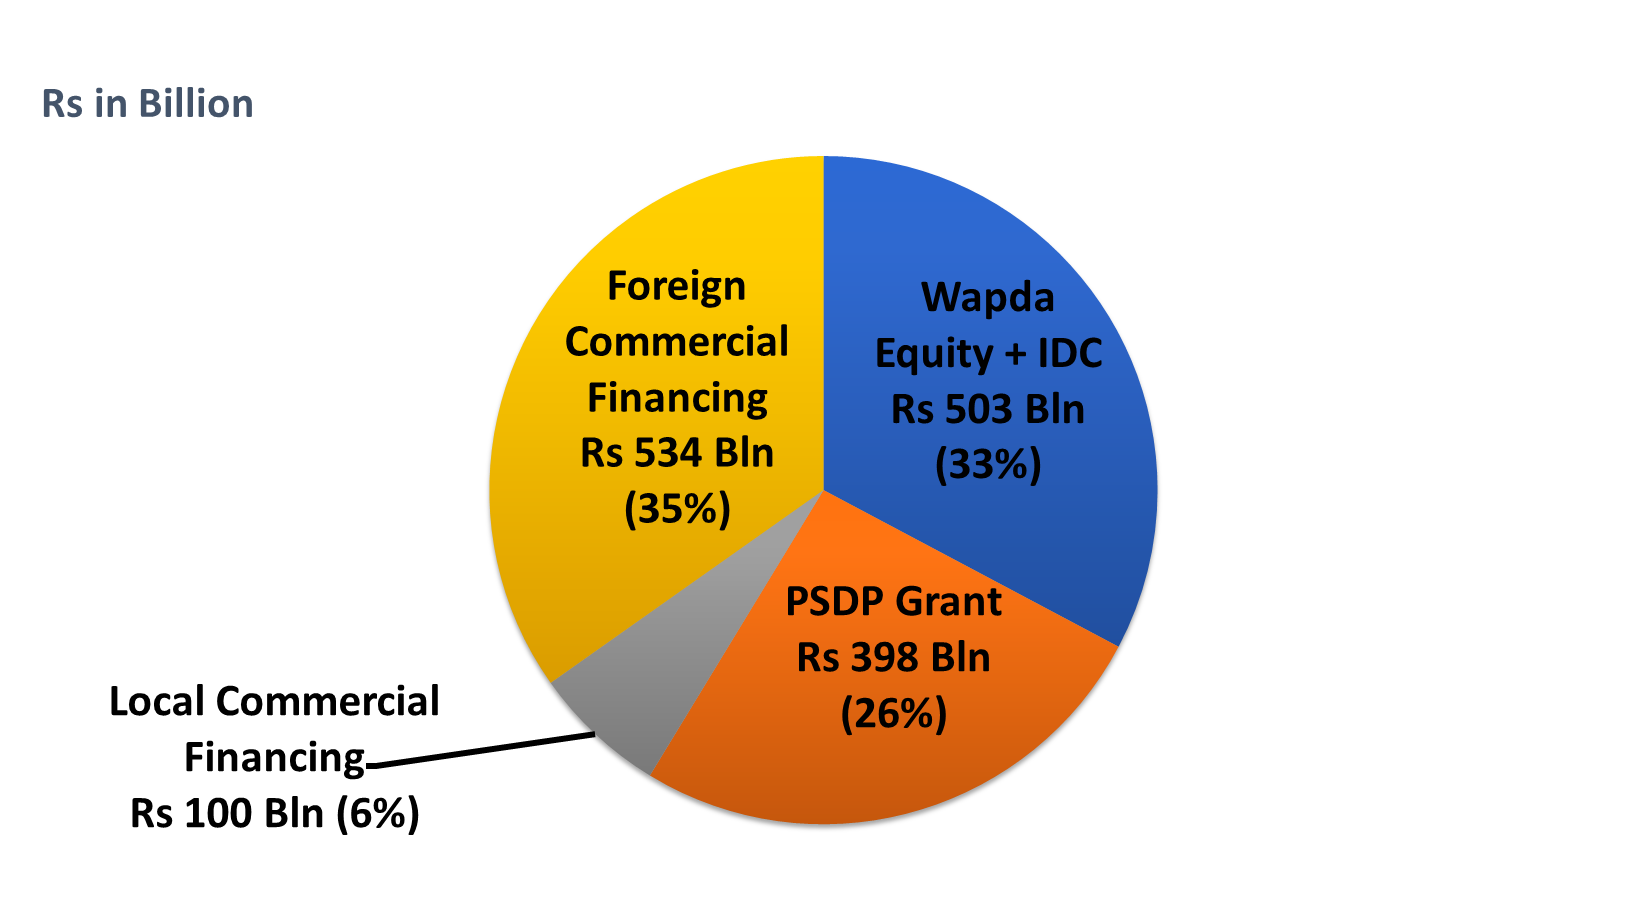 Rs in Billion
Foreign
Commercial
Financing
Rs 534 Bln
(35%)
Wapda
Equity + IDC
Rs 503 Bln
(33%)
PSDP Grant
Rs 398 Bln
(26%)
Local Commercial
Financing
Rs 100 Bln (6%)